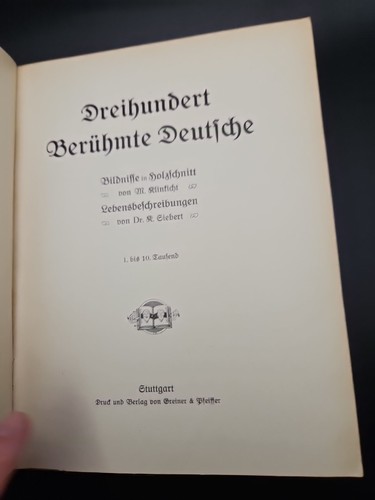 Dreihundert
Berühmte Deutsche
Bildnisse in Holzschnitt
von M. Klinkicht
Lebensbeschreibungen
von Dr. K. Siebert
1. bis 10. Tausend
Stuttgart
Druck und Verlag von Greiner & Pfeiffer